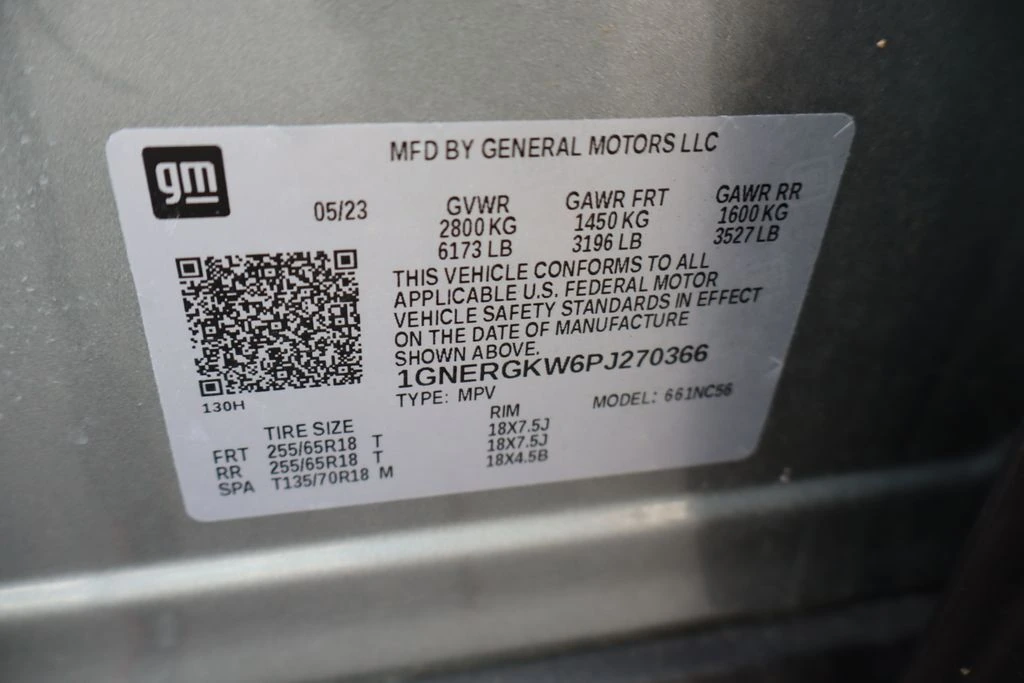 gm
MFD BY GENERAL MOTORS LLC
05/23
GVWR
2800 KG
6173 LB
GAWR FRT
1450 KG
3196 LB
GAWR RR
1600 KG
3527 LB
THIS VEHICLE CONFORMS TO ALL
APPLICABLE U.S. FEDERAL MOTOR
VEHICLE SAFETY STANDARDS IN EFFECT
ON THE DATE OF MANUFACTURE
SHOWN ABOVE.
1GNERGKW6PJ270366
TYPE: MPV
MODEL: 661NC56
130H
TIRE SIZE
RIM
FRT 255/65R18 T 18X7.5J
RR 255/65R18 T 18X7.5J
SPA T135/70R18 M 18X4.5B